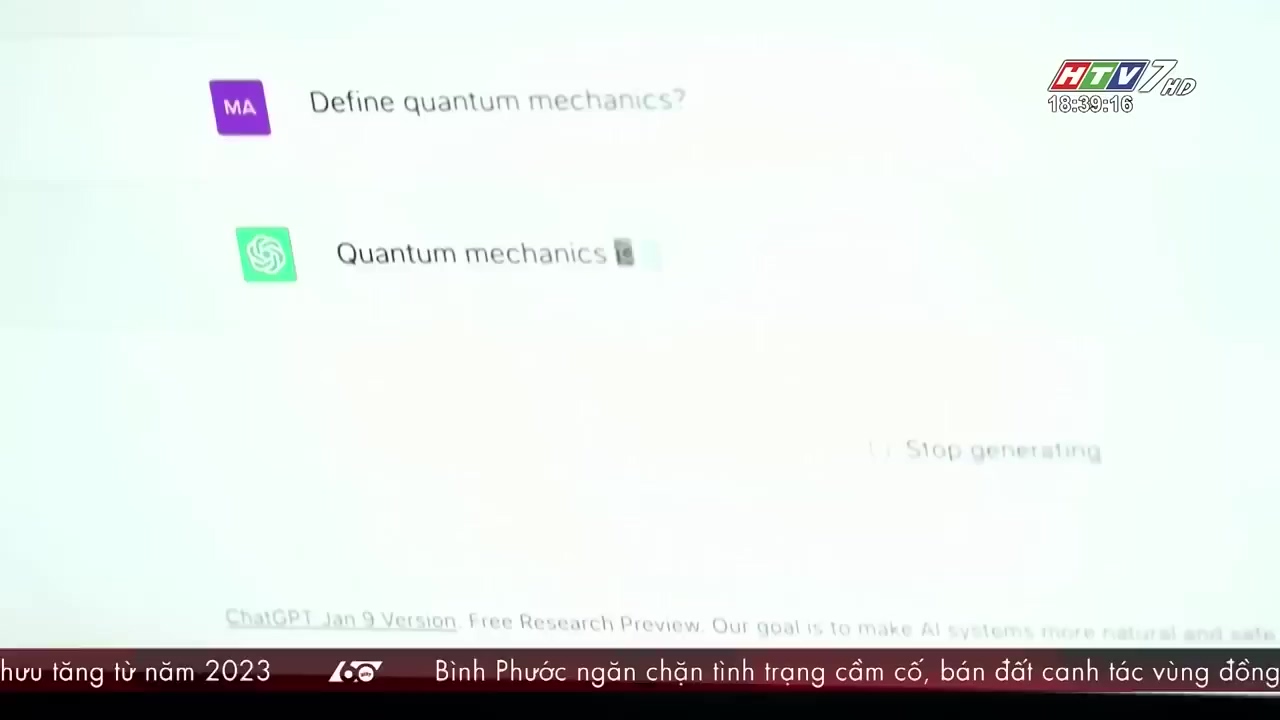 HTV7 HD
18:39:16
MA
Define quantum mechanics?
Quantum mechanics is
Stop generating
ChatGPT Jan 9 Version. Free Research Preview. Our goal is to make AI systems more natural and safe
hưu tăng từ năm 2023 60 giây Bình Phước ngăn chặn tình trạng cầm cố, bán đất canh tác vùng đồng